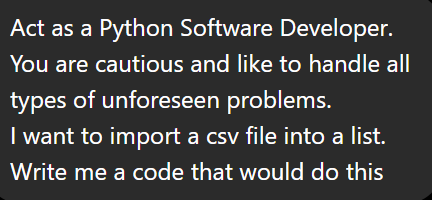 Act as a Python Software Developer.
You are cautious and like to handle all
types of unforeseen problems.
I want to import a csv file into a list.
Write me a code that would do this